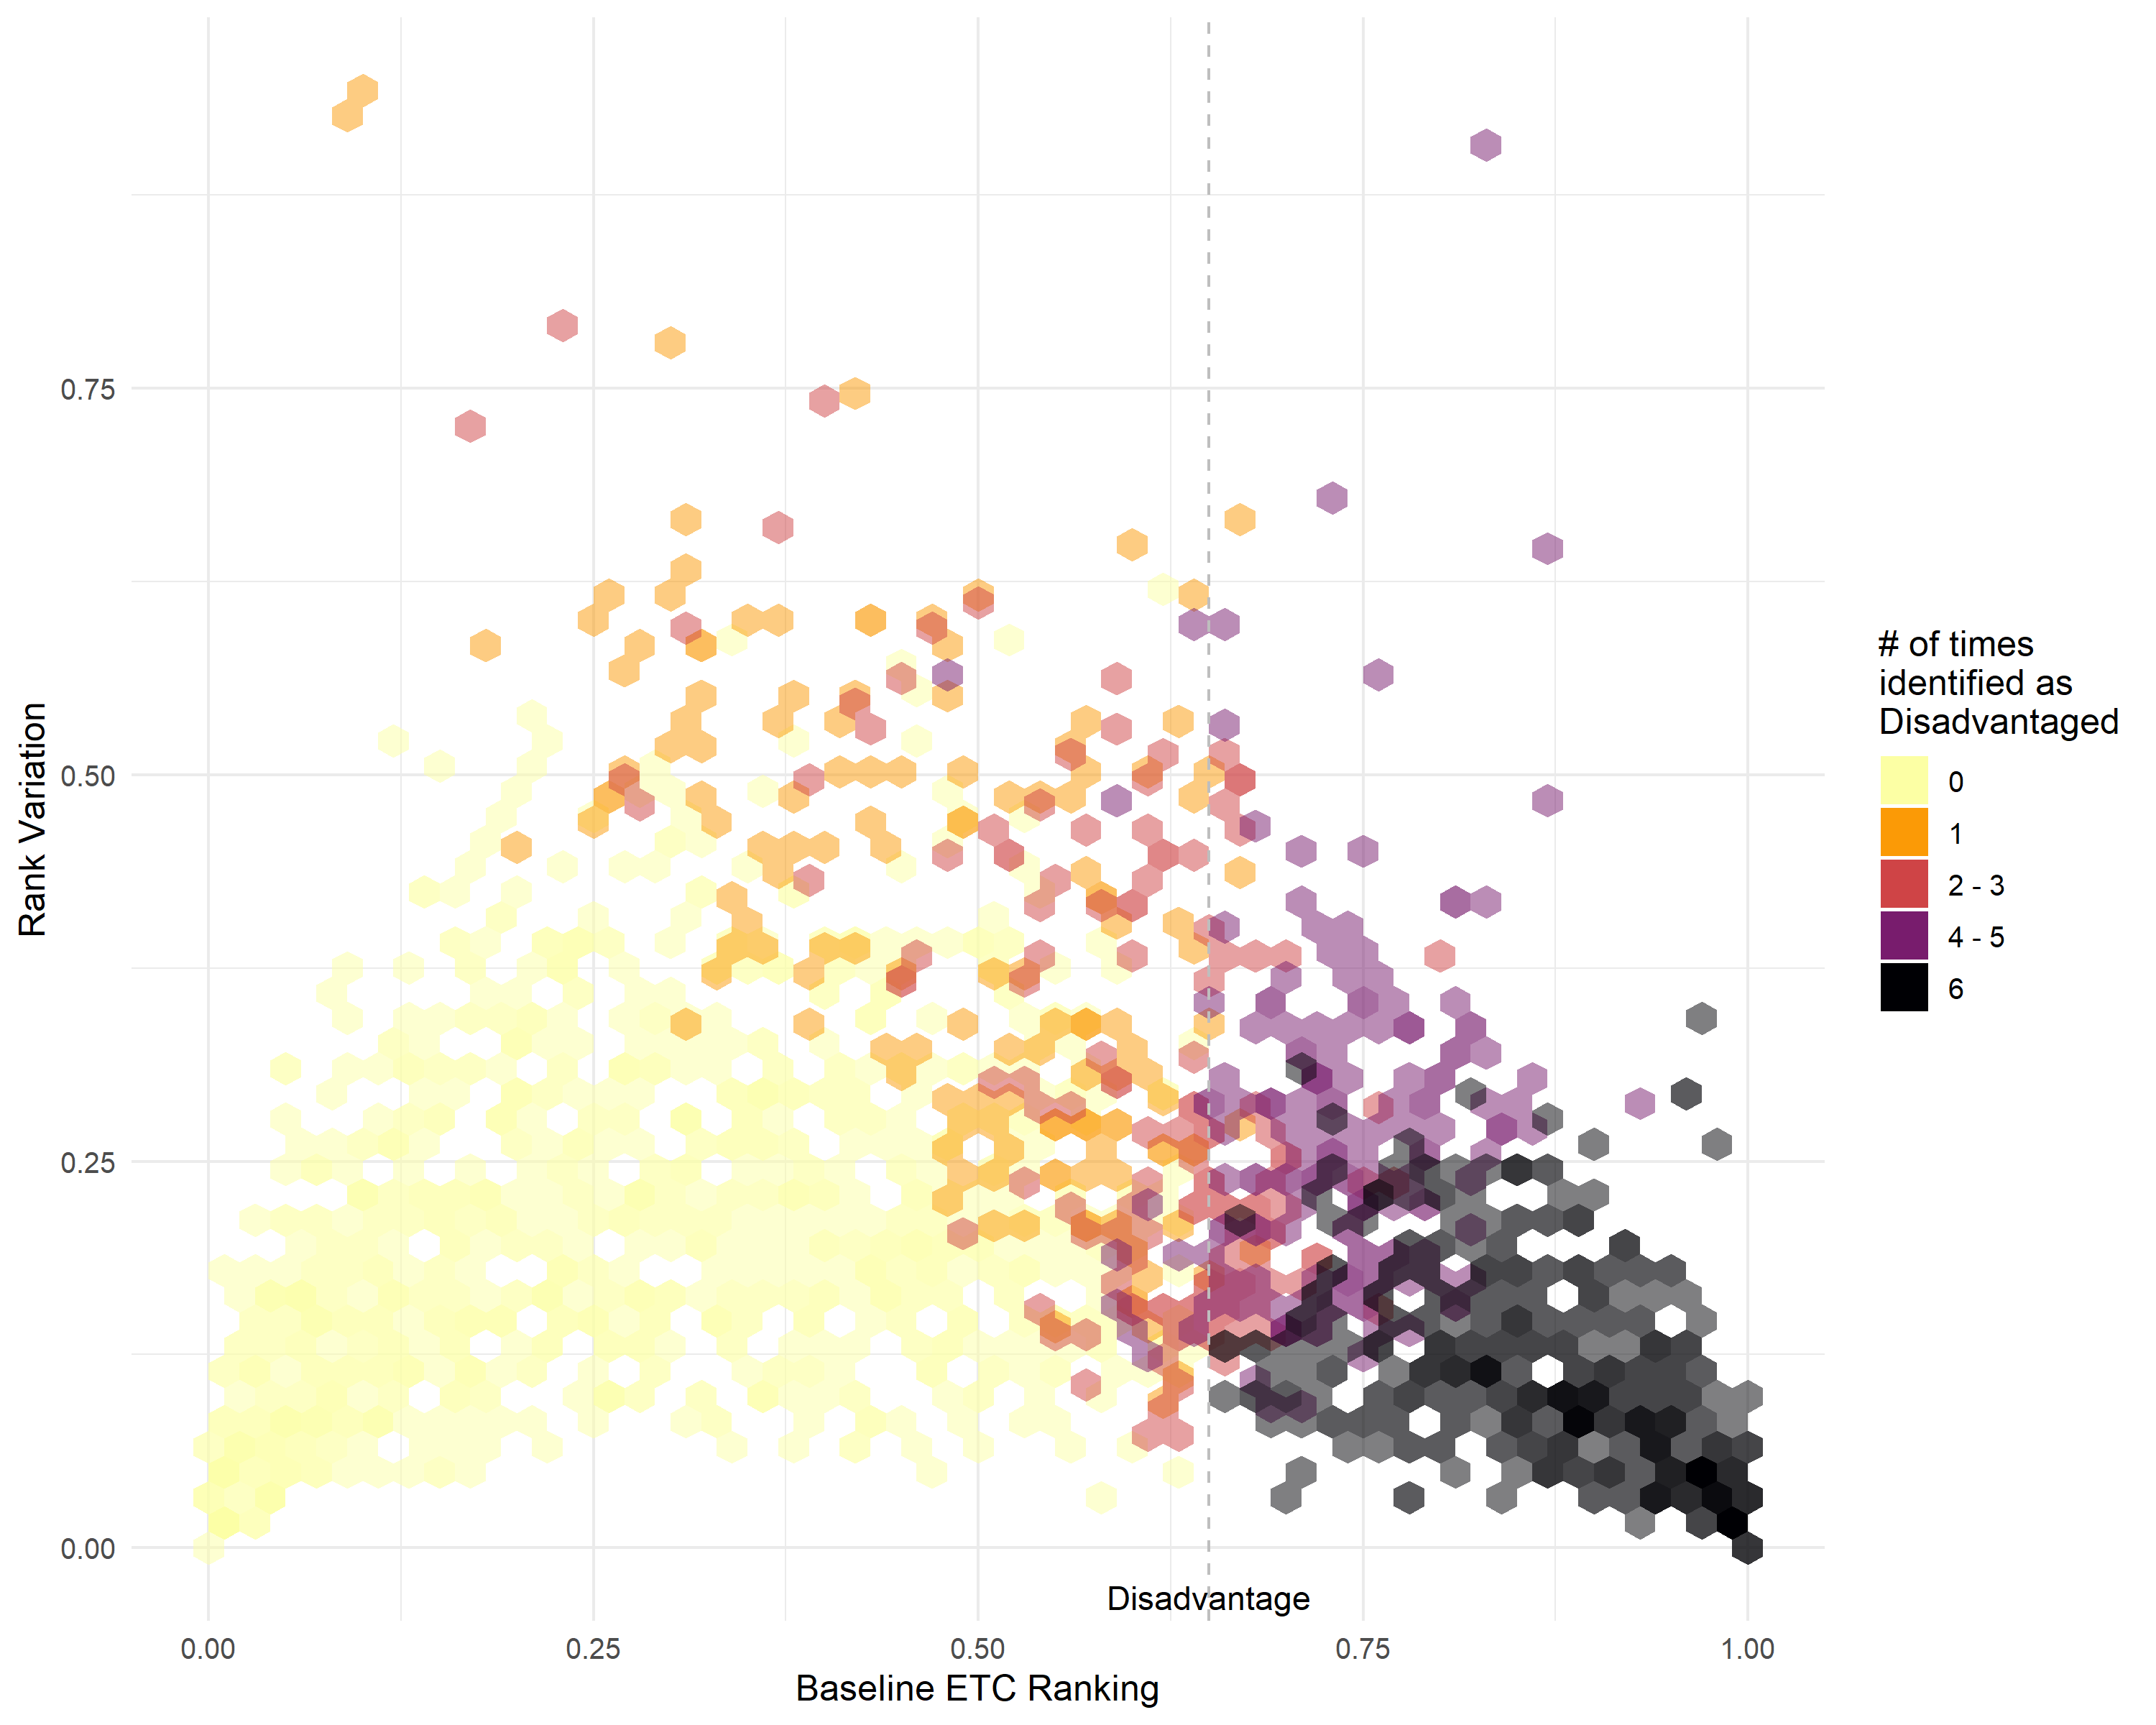 0.75
0.50
0.25
0.00
Rank Variation
Disadvantage
0.00 0.25 0.50 0.75 1.00
Baseline ETC Ranking
# of times
identified as
Disadvantaged
0
1
2 - 3
4 - 5
6